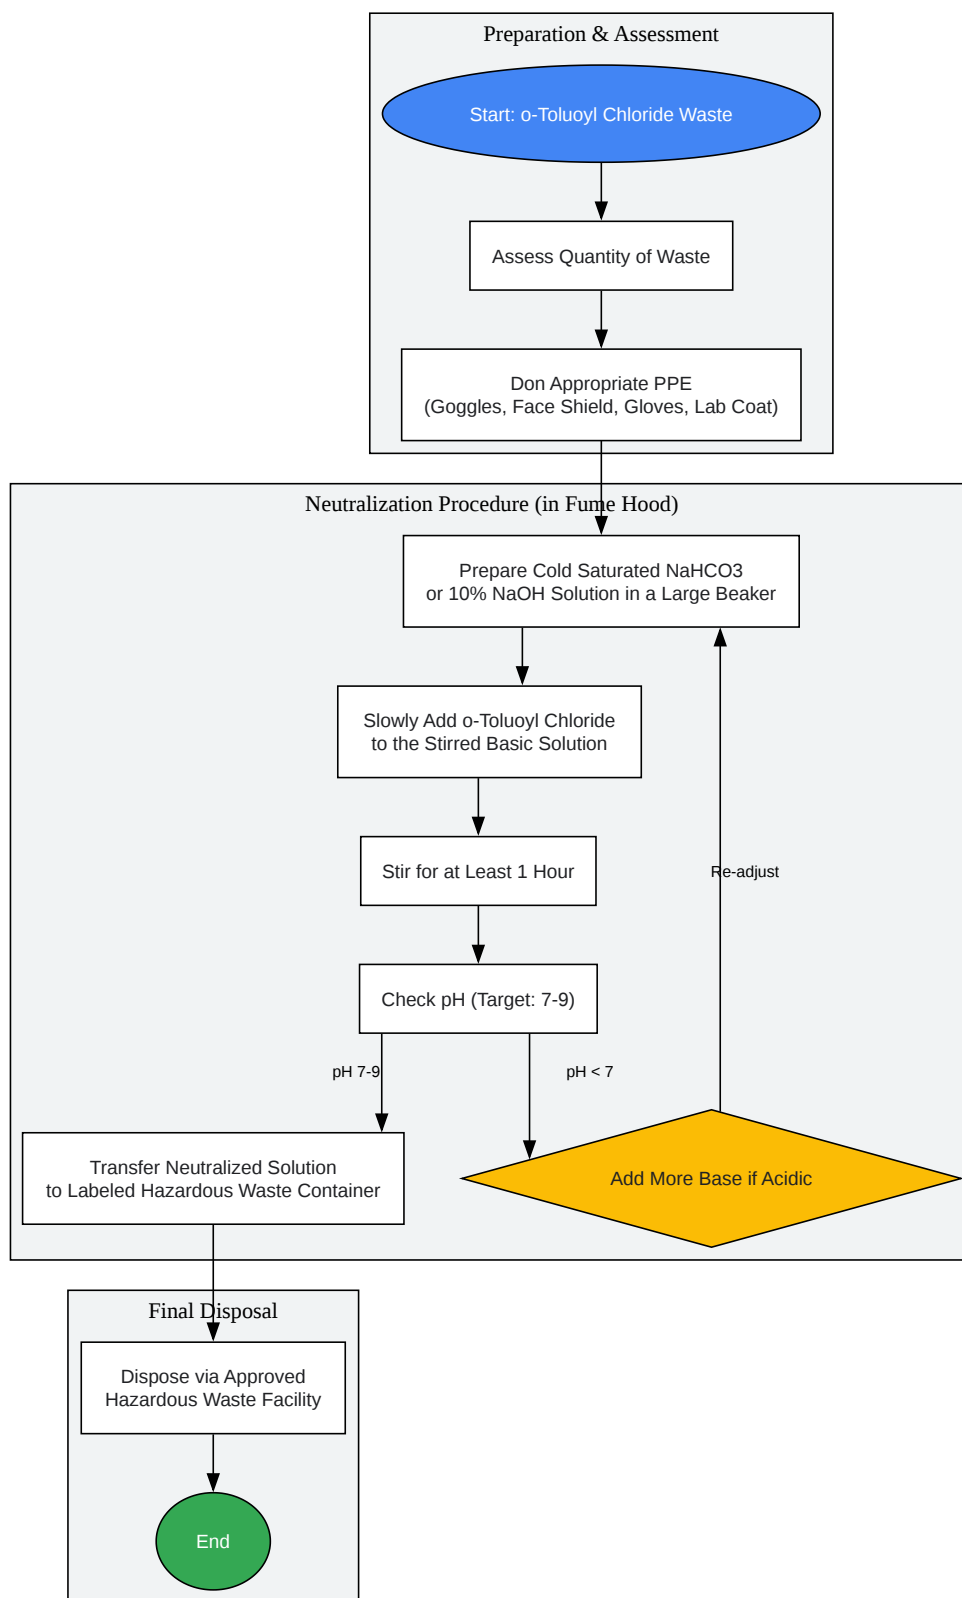 Preparation & Assessment
Start: o-Toluoyl Chloride Waste
Assess Quantity of Waste
Don Appropriate PPE
(Goggles, Face Shield, Gloves, Lab Coat)
Neutralization Procedure (in Fume Hood)
Prepare Cold Saturated NaHCO3
or 10% NaOH Solution in a Large Beaker
Slowly Add o-Toluoyl Chloride
to the Stirred Basic Solution
Stir for at Least 1 Hour
Re-adjust
Check pH (Target: 7-9)
pH 7-9
pH < 7
Transfer Neutralized Solution
to Labeled Hazardous Waste Container
Add More Base if Acidic
Final Disposal
Dispose via Approved
Hazardous Waste Facility
End